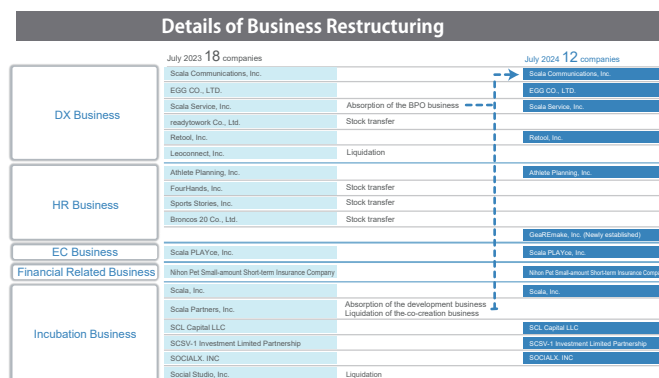 Details of Business Restructuring
July 2023 18 companies
July 2024 12 companies
DX Business
Scala Communications, Inc.
Scala Communications, Inc.
EGG CO., LTD.
EGG CO., LTD.
Scala Service, Inc.
Absorption of the BPO business
Scala Service, Inc.
readytowork Co., Ltd.
Stock transfer
Retool, Inc.
Retool, Inc.
Leoconnect, Inc.
Liquidation
HR Business
Athlete Planning, Inc.
Athlete Planning, Inc.
FourHands, Inc.
Stock transfer
Sports Stories, Inc.
Stock transfer
Broncos 20 Co., Ltd.
Stock transfer
GeaREmake, Inc. (Newly established)
EC Business
Scala PLAYce, Inc.
Scala PLAYce, Inc.
Financial Related Business
Nihon Pet Small-amount Short-term Insurance Company
Nihon Pet Small-amount Short-term Insurance Compa
Incubation Business
Scala, Inc.
Scala, Inc.
Scala Partners, Inc.
Absorption of the development business
Liquidation of the co-creation business
SCL Capital LLC
SCL Capital LLC
SCSV-1 Investment Limited Partnership
SCSV-1 Investment Limited Partnership
SOCIALX. INC
SOCIALX. INC
Social Studio, Inc.
Liquidation